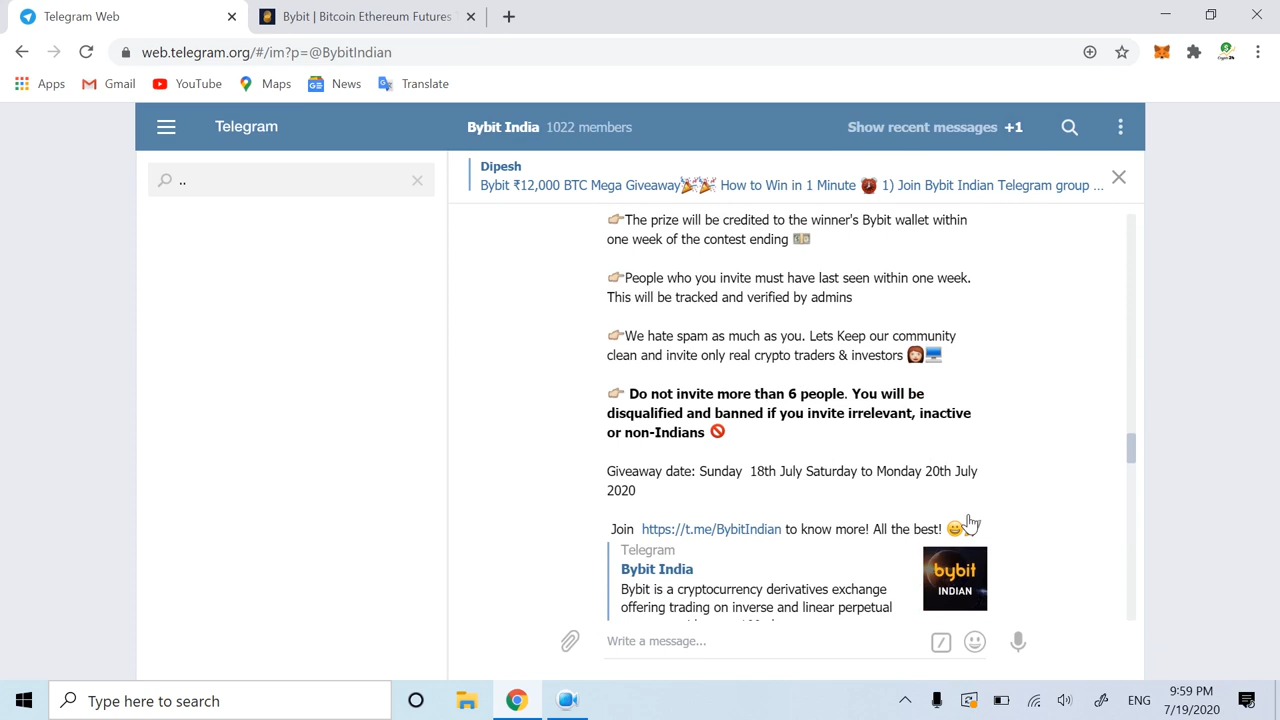 Telegram Web
Bybit | Bitcoin Ethereum Futures
web.telegram.org/#/im?p=@BybitIndian
Apps
Gmail
YouTube
Maps
News
Translate
Telegram
Bybit India 1022 members
Show recent messages +1
..
Dipesh
Bybit ₹12,000 BTC Mega Giveaway🎉🎉 How to Win in 1 Minute ⏰ 1) Join Bybit Indian Telegram group ...
👉The prize will be credited to the winner's Bybit wallet within
one week of the contest ending 💵
👉People who you invite must have last seen within one week.
This will be tracked and verified by admins
👉We hate spam as much as you. Lets Keep our community
clean and invite only real crypto traders & investors 👩💻
👉 Do not invite more than 6 people. You will be
disqualified and banned if you invite irrelevant, inactive
or non-Indians 🚫
Giveaway date: Sunday 18th July Saturday to Monday 20th July
2020
Join https://t.me/BybitIndian to know more! All the best! 😀
Telegram
Bybit India
Bybit is a cryptocurrency derivatives exchange
offering trading on inverse and linear perpetual
bybit
INDIAN
Write a message...
Type here to search
ENG
9:59 PM
7/19/2020